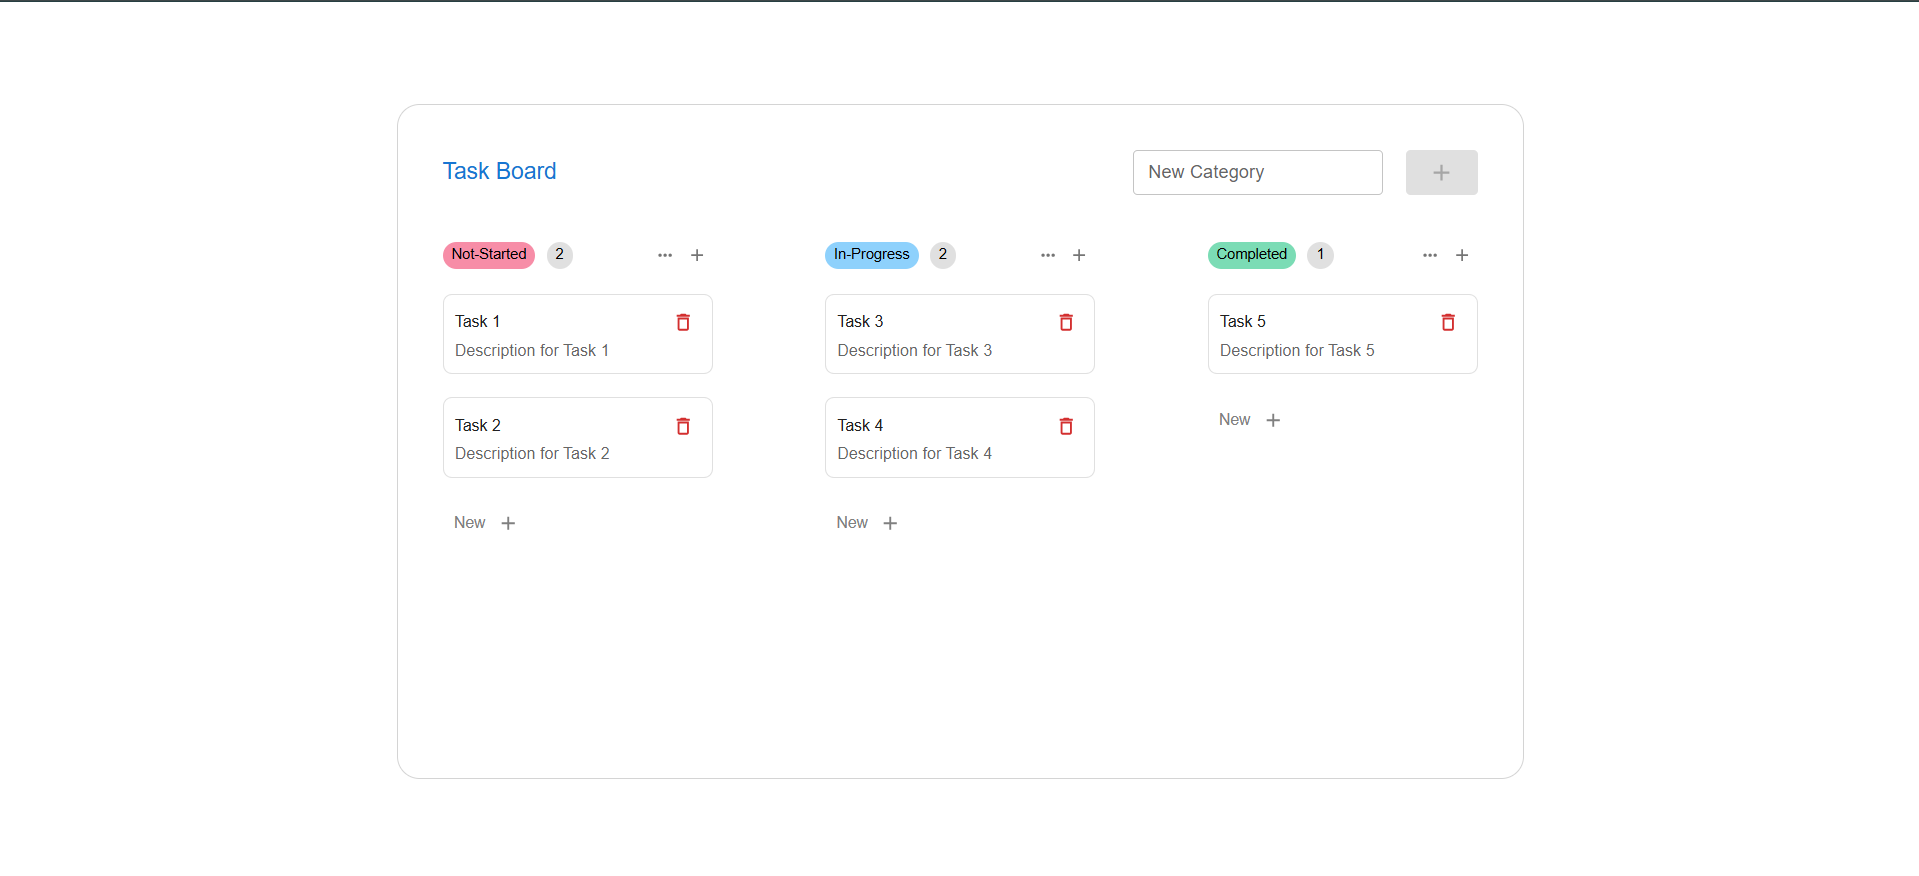 Task Board
New Category
Not-Started 2
Task 1
Description for Task 1
Task 2
Description for Task 2
New
In-Progress 2
Task 3
Description for Task 3
Task 4
Description for Task 4
New
Completed 1
Task 5
Description for Task 5
New